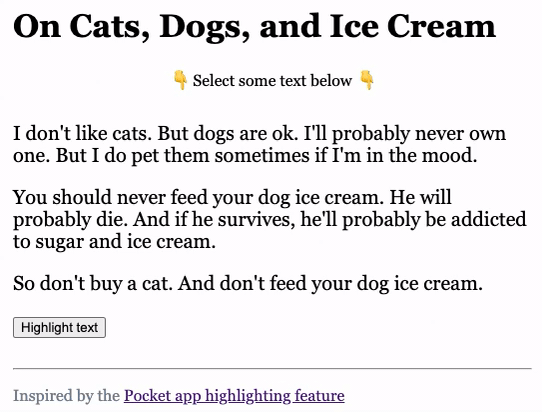 On Cats, Dogs, and Ice Cream
👇 Select some text below 👇
I don't like cats. But dogs are ok. I'll probably never own
one. But I do pet them sometimes if I'm in the mood.
You should never feed your dog ice cream. He will
probably die. And if he survives, he'll probably be addicted
to sugar and ice cream.
So don't buy a cat. And don't feed your dog ice cream.
Highlight text
Inspired by the Pocket app highlighting feature